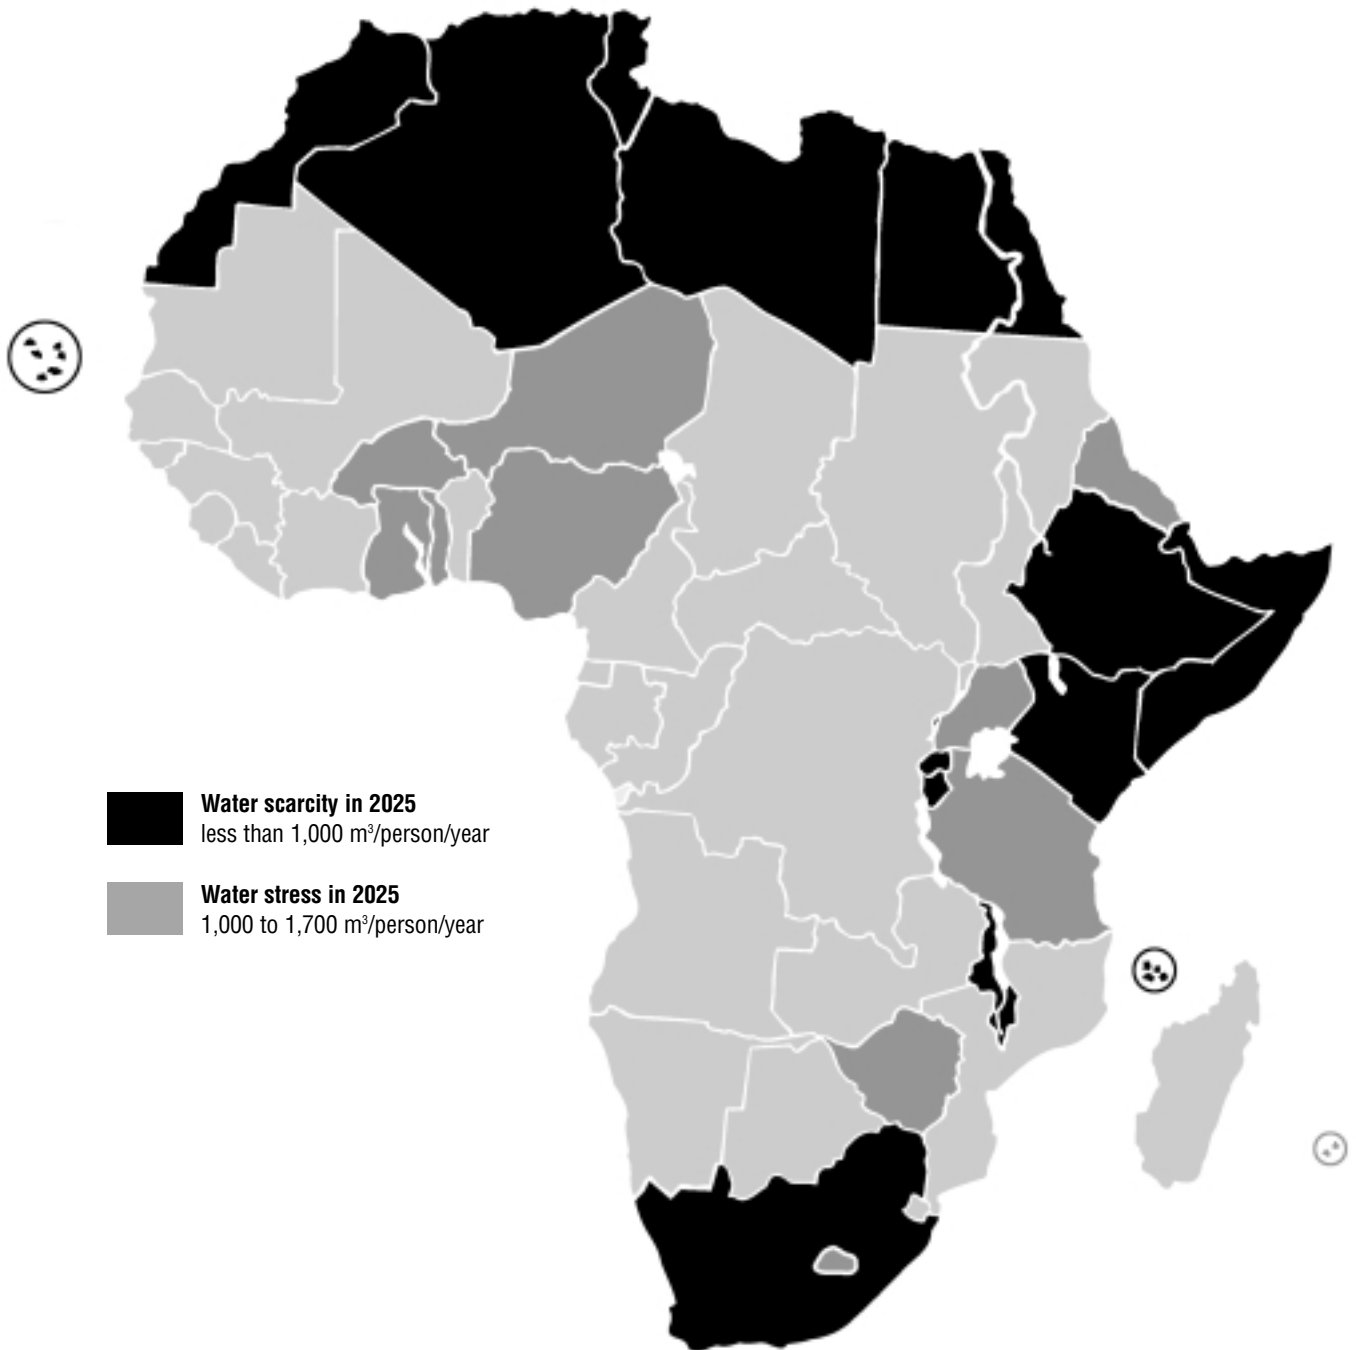 Water scarcity in 2025
less than 1,000 m³/person/year
Water stress in 2025
1,000 to 1,700 m³/person/year